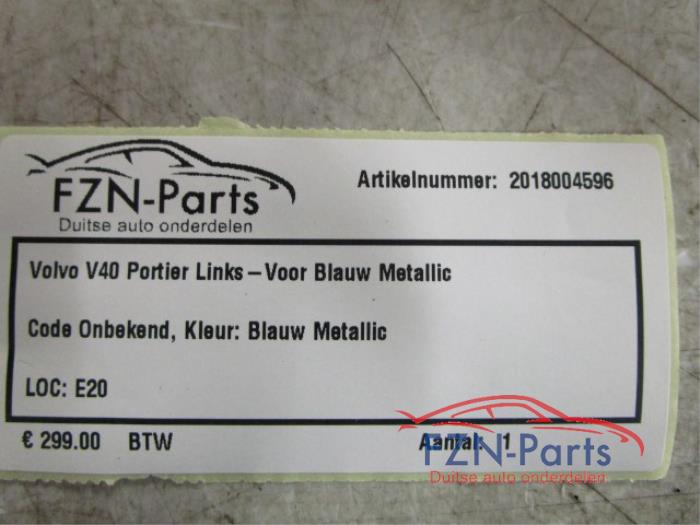 FZN-Parts
Duitse auto onderdelen
Artikelnummer: 2018004596
Volvo V40 Portier Links-Voor Blauw Metallic
Code Onbekend, Kleur: Blauw Metallic
LOC: E20
€ 299.00 BTW
Aantal: 1
FZN-Parts
Duitse auto onderdelen